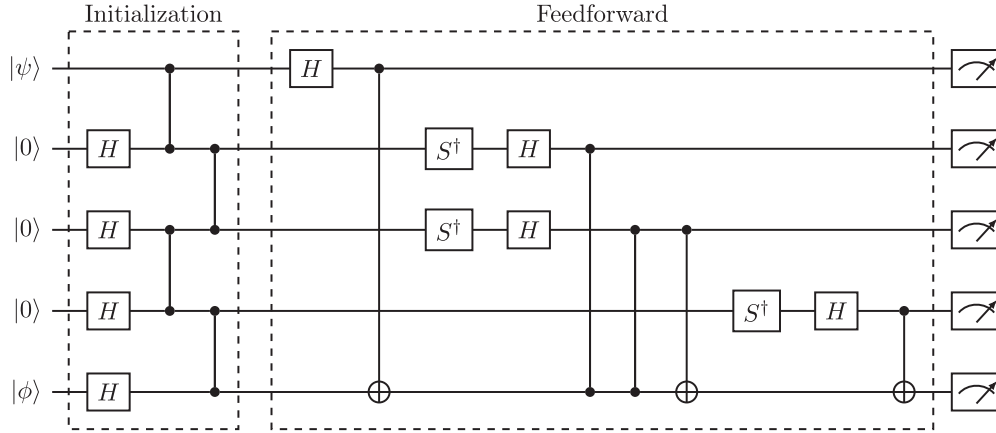 Initialization Feedforward
|ψ⟩ H
|0⟩ H S† H
|0⟩ H S† H
|0⟩ H S† H
|ϕ⟩ H